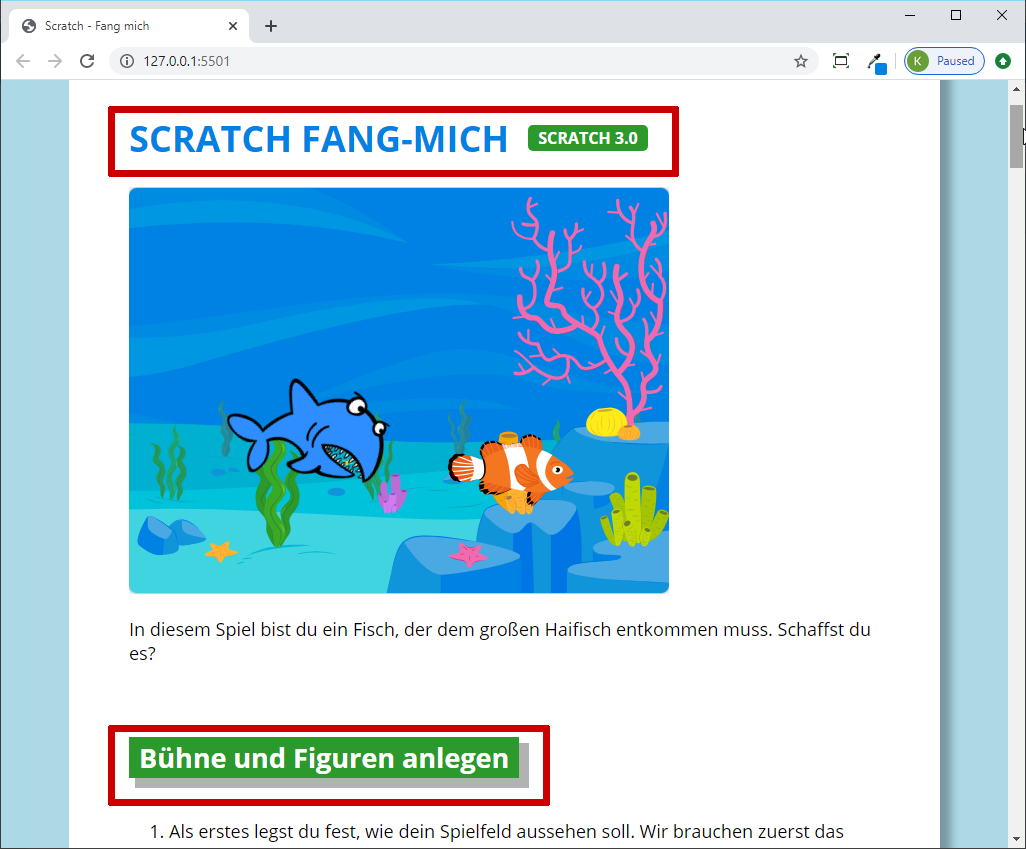 Scratch - Fang mich
127.0.0.1:5501
K Paused
SCRATCH FANG-MICH SCRATCH 3.0
In diesem Spiel bist du ein Fisch, der dem großen Haifisch entkommen muss. Schaffst du
es?
Bühne und Figuren anlegen
1. Als erstes legst du fest, wie dein Spielfeld aussehen soll. Wir brauchen zuerst das